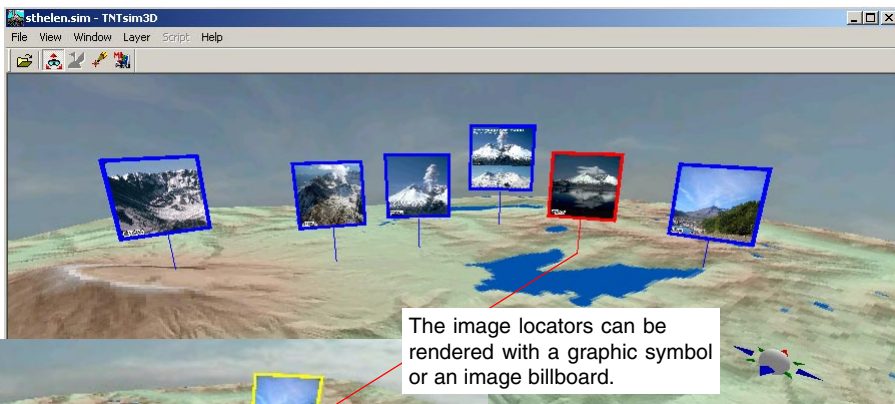 sthelen.sim - TNTsim3D
File View Window Layer Script Help
The image locators can be
rendered with a graphic symbol
or an image billboard.